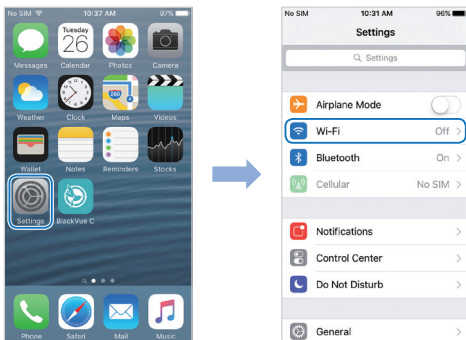 No SIM 10:37 AM 97%
Tuesday
26
Messages Calendar Photos Camera
280
Weather Clock Maps Videos
Wallet Notes Reminders Stocks
Settings BlackVue C
Phone Safari Mail Music
No SIM 10:31 AM 96%
Settings
Settings
Airplane Mode
Wi-Fi Off
Bluetooth On
Cellular No SIM
Notifications
Control Center
Do Not Disturb
General